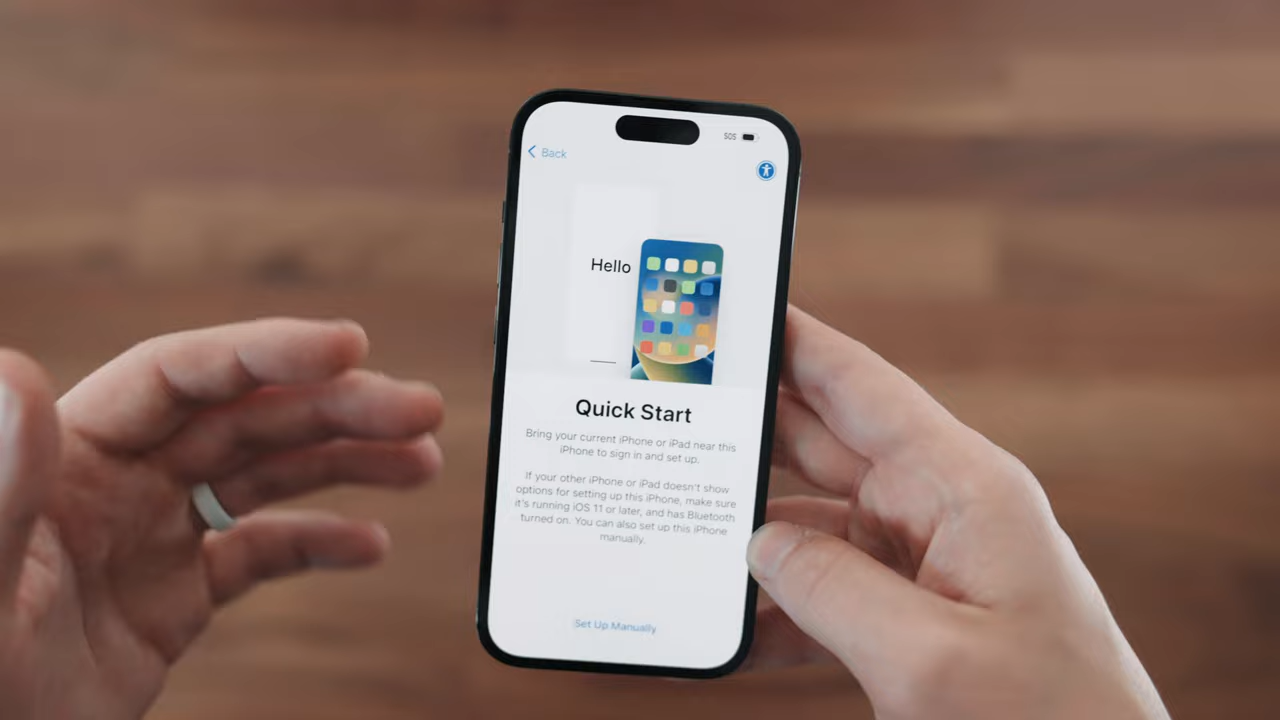 SOS
Back
Hello
Quick Start
Bring your current iPhone or iPad near this
iPhone to sign in and set up.
If your other iPhone or iPad doesn't show
options for setting up this iPhone, make sure
it's running iOS 11 or later, and has Bluetooth
turned on. You can also set up this iPhone
manually.
Set Up Manually